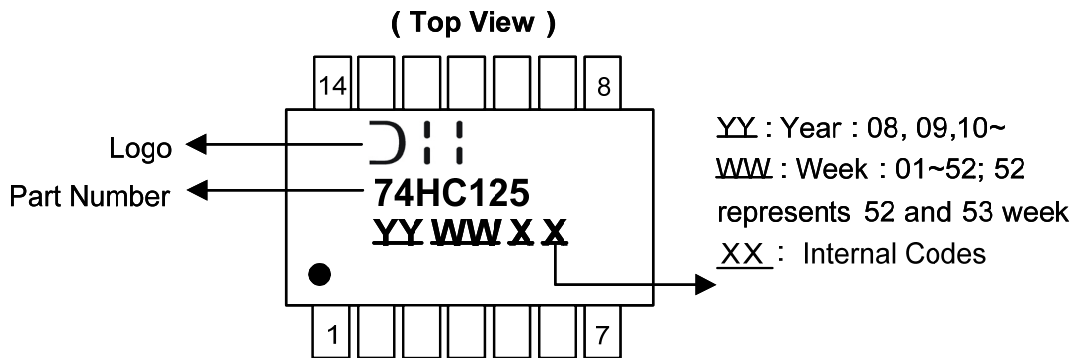 ( Top View )
14
8
Logo
Part Number
74HC125
YY WW X X
1
7
YY : Year : 08, 09,10~
WW : Week : 01~52; 52
represents 52 and 53 week
XX : Internal Codes